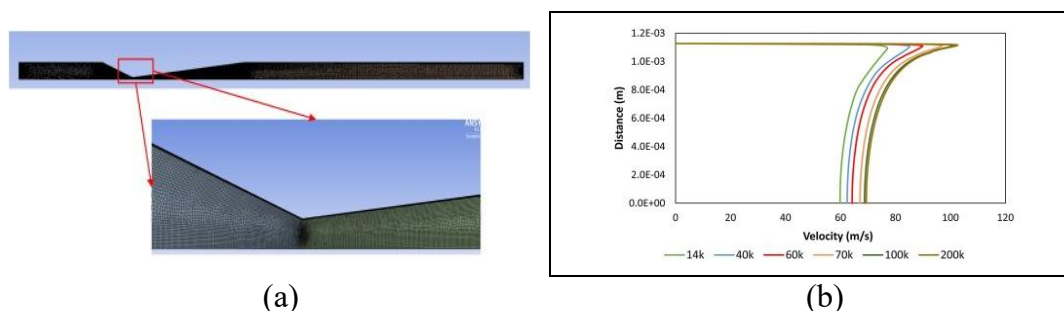 ANSY
1.2E-03
1.0E-03
8.0E-04
6.0E-04
4.0E-04
2.0E-04
0.0E+00
Distance (m)
0 20 40 60 80 100 120
Velocity (m/s)
14k 40k 60k 70k 100k 200k
(a) (b)